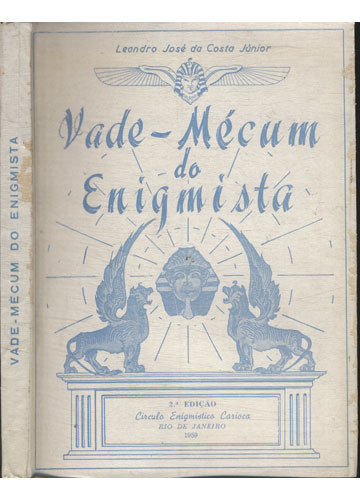 VADE-MÉCUM DO ENIGMISTA
Leandro José da Costa Júnior
Vade-Mécum
do
Enigmista
2.ª EDIÇÃO
Círculo Enigmístico Carioca
RIO DE JANEIRO